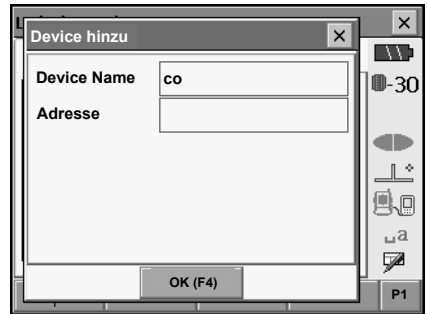 Device hinzu
Device Name co
Adresse
-30
a
OK (F4)
P1